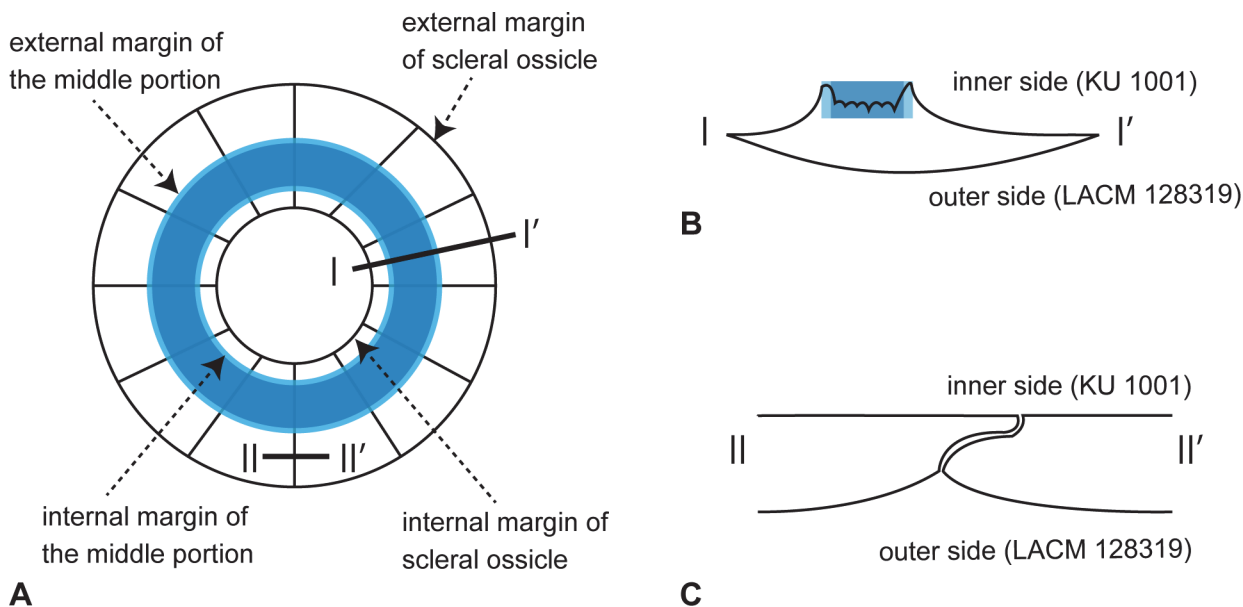 external margin of
the middle portion
external margin
of scleral ossicle
I
I′
II
II′
internal margin of
the middle portion
internal margin of
scleral ossicle
A
inner side (KU 1001)
I
I′
outer side (LACM 128319)
B
inner side (KU 1001)
II
II′
outer side (LACM 128319)
C